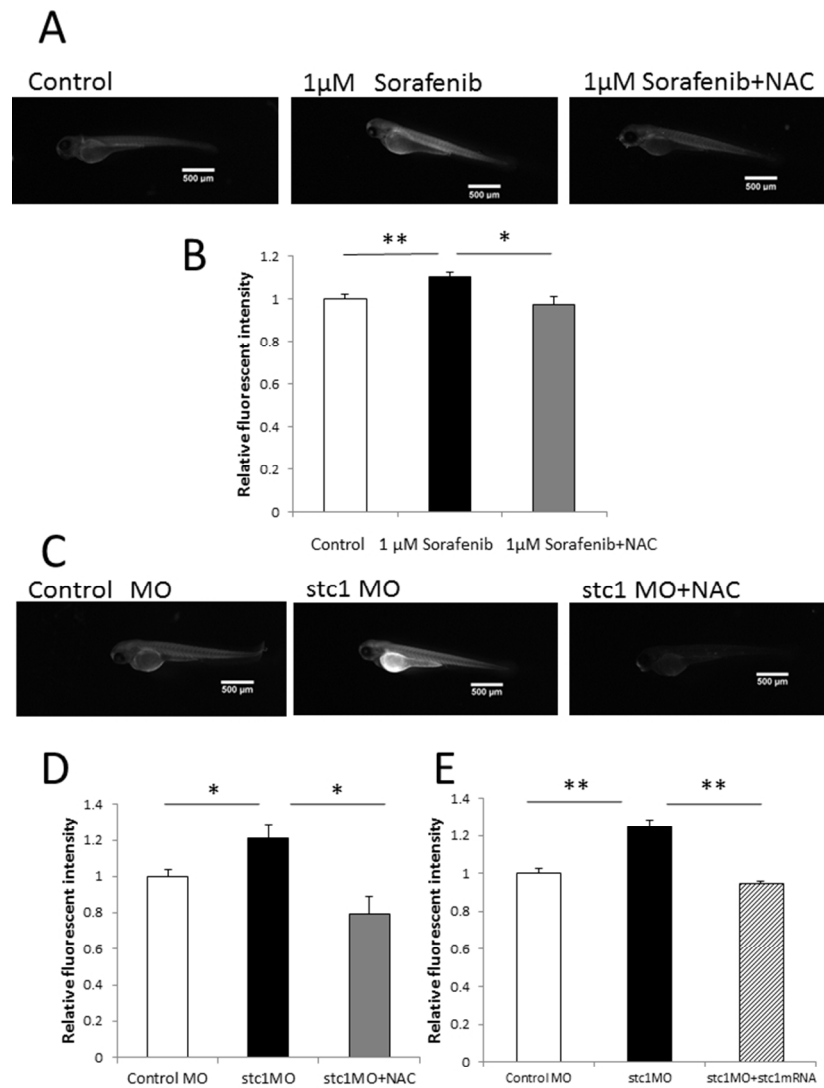 A
Control
1µM Sorafenib
1µM Sorafenib+NAC
500 µm
500 µm
500 µm
B
** *
Relative fluorescent intensity
1.2
1
0.8
0.6
0.4
0.2
0
Control
1 µM Sorafenib
1µM Sorafenib+NAC
C
Control MO
stc1 MO
stc1 MO+NAC
500 µm
500 µm
500 µm
D
* *
Relative fluorescent intensity
1.4
1.2
1
0.8
0.6
0.4
0.2
0
Control MO
stc1MO
stc1MO+NAC
E
** **
Relative fluorescent intensity
1.4
1.2
1
0.8
0.6
0.4
0.2
0
Control MO
stc1MO
stc1MO+stc1mRNA